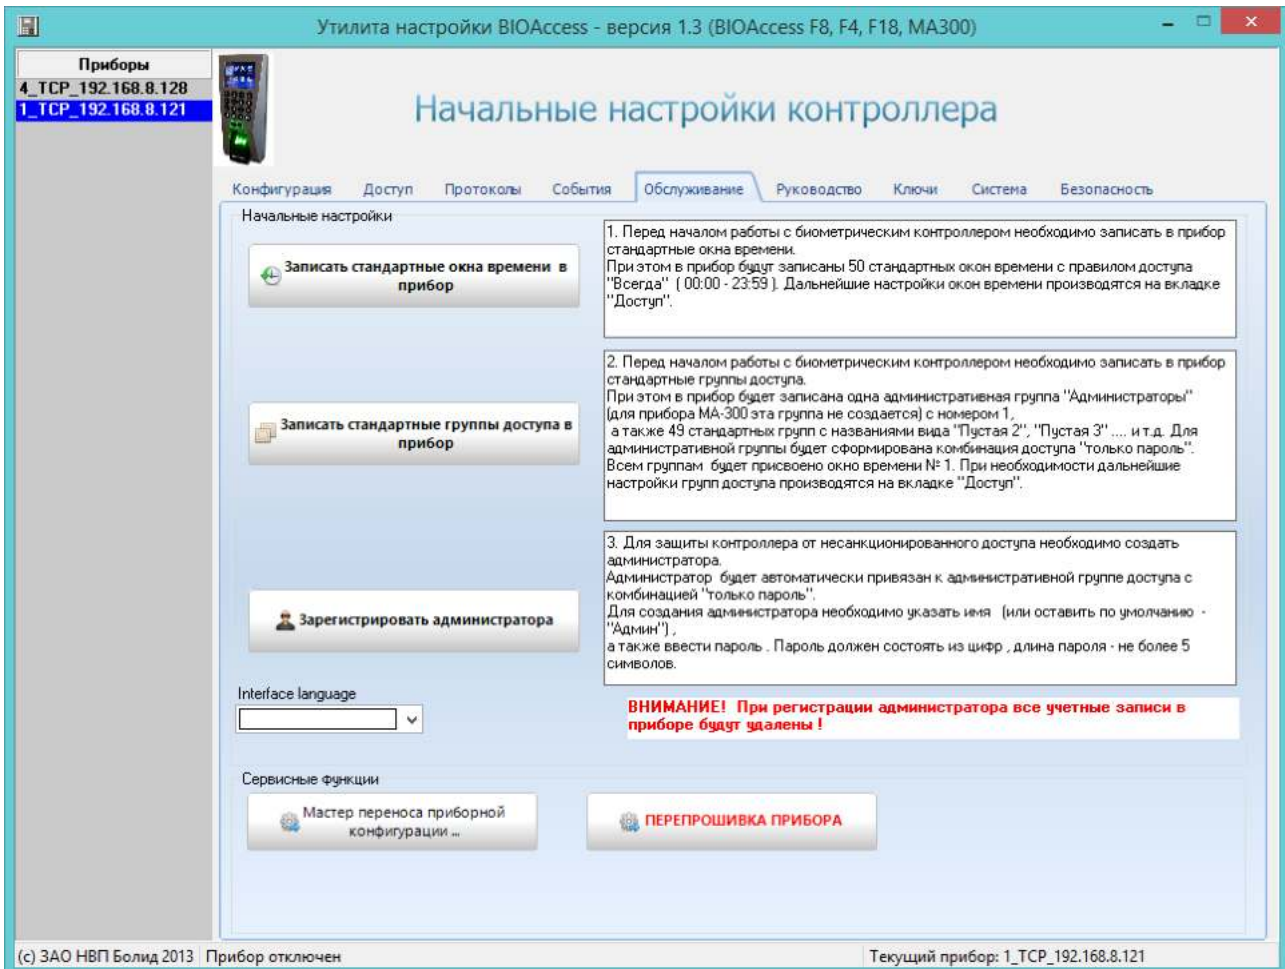 Утилита настройки BIOAccess - версия 1.3 (BIOAccess F8, F4, F18, MA300)
Приборы
4_TCP_192.168.8.128
1_TCP_192.168.8.121
Начальные настройки контроллера
Конфигурация Доступ Протоколы События Обслуживание Руководство Ключи Система Безопасность
Начальные настройки
Записать стандартные окна времени в
прибор
1. Перед началом работы с биометрическим контроллером необходимо записать в прибор
стандартные окна времени.
При этом в прибор будут записаны 50 стандартных окон времени с правилом доступа
"Всегда" ( 00:00 - 23:59 ). Дальнейшие настройки окон времени производятся на вкладке
"Доступ".
Записать стандартные группы доступа в
прибор
2. Перед началом работы с биометрическим контроллером необходимо записать в прибор
стандартные группы доступа.
При этом в прибор будет записана одна административная группа "Администраторы"
(для прибора МА-300 эта группа не создается) с номером 1,
а также 49 стандартных групп с названиями вида "Пустая 2", "Пустая 3" .... и т.д. Для
административной группы будет сформирована комбинация доступа "только пароль".
Всем группам будет присвоено окно времени № 1. При необходимости дальнейшие
настройки групп доступа производятся на вкладке "Доступ".
Зарегистрировать администратора
3. Для защиты контроллера от несанкционированного доступа необходимо создать
администратора.
Администратор будет автоматически привязан к административной группе доступа с
комбинацией "только пароль".
Для создания администратора необходимо указать имя (или оставить по умолчанию -
"Админ") ,
а также ввести пароль . Пароль должен состоять из цифр , длина пароля - не более 5
символов.
Interface language
ВНИМАНИЕ! При регистрации администратора все учетные записи в
приборе будут удалены !
Сервисные функции
Мастер переноса приборной
конфигурации ...
ПЕРЕПРОШИВКА ПРИБОРА
(с) ЗАО НВП Болид 2013 Прибор отключен Текущий прибор: 1_TCP_192.168.8.121